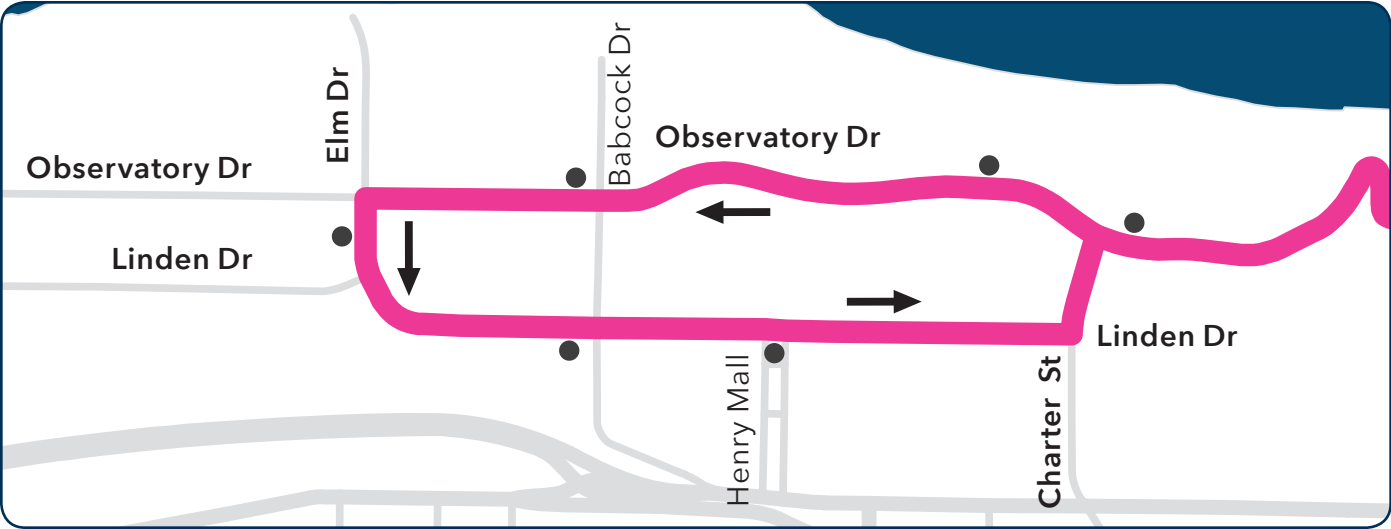 Elm Dr
Babcock Dr
Observatory Dr
Observatory Dr
Linden Dr
Linden Dr
Henry Mall
Charter St